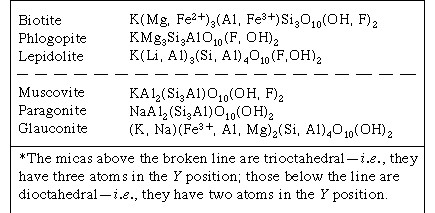 Biotite K(Mg, Fe²⁺)₃(Al, Fe³⁺)Si₃O₁₀(OH, F)₂
Phlogopite KMg₃Si₃AlO₁₀(F, OH)₂
Lepidolite K(Li, Al)₃(Si, Al)₄O₁₀(F,OH)₂
Muscovite KAl₂(Si₃Al)O₁₀(OH, F)₂
Paragonite NaAl₂(Si₃Al)O₁₀(OH)₂
Glauconite (K, Na)(Fe³⁺, Al, Mg)₂(Si, Al)₄O₁₀(OH)₂
*The micas above the broken line are trioctahedral—i.e., they
have three atoms in the Y position; those below the line are
dioctahedral—i.e., they have two atoms in the Y position.